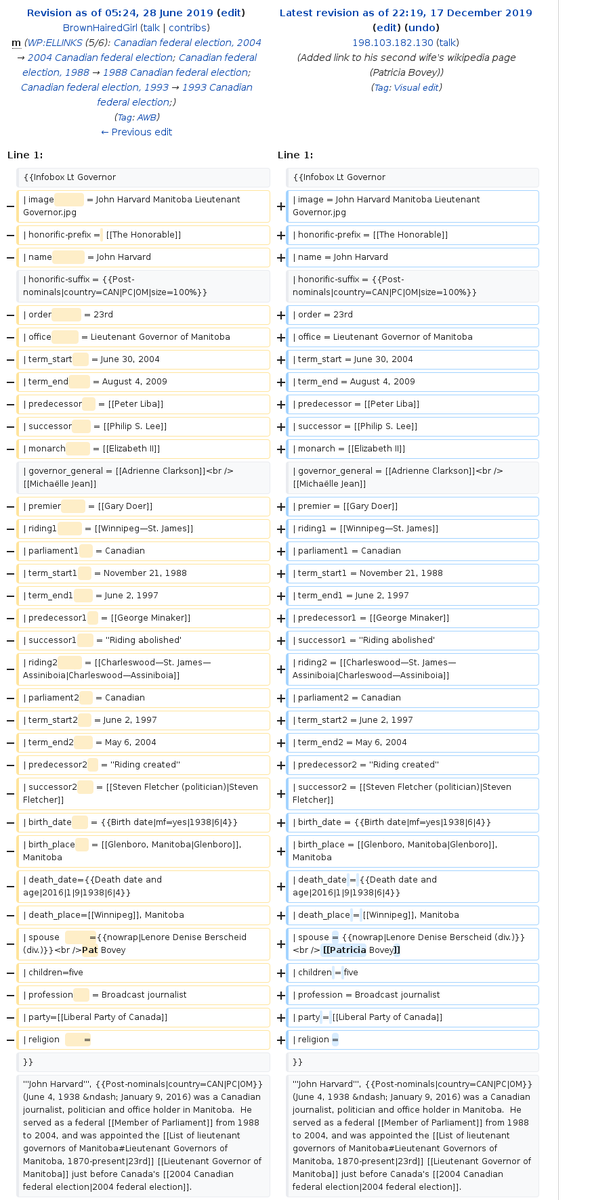 Revision as of 05:24, 28 June 2019 (edit)
BrownHairedGirl (talk | contribs)
m (WP:ELLINKS (5/6): Canadian federal election, 2004
→ 2004 Canadian federal election; Canadian federal
election, 1988 → 1988 Canadian federal election;
Canadian federal election, 1993 → 1993 Canadian
federal election;)
(Tag: AWB)
← Previous edit
Latest revision as of 22:19, 17 December 2019
(edit) (undo)
198.103.182.130 (talk)
(Added link to his second wife's wikipedia page
(Patricia Bovey))
(Tag: Visual edit)
Line 1:
Line 1:
{{Infobox Lt Governor
{{Infobox Lt Governor
− | image = John Harvard Manitoba Lieutenant
Governor.jpg
+ | image = John Harvard Manitoba Lieutenant
Governor.jpg
− | honorific-prefix = [[The Honorable]]
+ | honorific-prefix = [[The Honorable]]
− | name = John Harvard
+ | name = John Harvard
| honorific-suffix = {{Post-
nominals|country=CAN|PC|OM|size=100%}}
| honorific-suffix = {{Post-
nominals|country=CAN|PC|OM|size=100%}}
− | order = 23rd
+ | order = 23rd
− | office = Lieutenant Governor of Manitoba
+ | office = Lieutenant Governor of Manitoba
− | term_start = June 30, 2004
+ | term_start = June 30, 2004
− | term_end = August 4, 2009
+ | term_end = August 4, 2009
− | predecessor = [[Peter Liba]]
+ | predecessor = [[Peter Liba]]
− | successor = [[Philip S. Lee]]
+ | successor = [[Philip S. Lee]]
− | monarch = [[Elizabeth II]]
+ | monarch = [[Elizabeth II]]
| governor_general = [[Adrienne Clarkson]]<br />
[[Michaëlle Jean]]
| governor_general = [[Adrienne Clarkson]]<br />
[[Michaëlle Jean]]
− | premier = [[Gary Doer]]
+ | premier = [[Gary Doer]]
− | riding1 = [[Winnipeg—St. James]]
+ | riding1 = [[Winnipeg—St. James]]
− | parliament1 = Canadian
+ | parliament1 = Canadian
− | term_start1 = November 21, 1988
+ | term_start1 = November 21, 1988
− | term_end1 = June 2, 1997
+ | term_end1 = June 2, 1997
− | predecessor1 = [[George Minaker]]
+ | predecessor1 = [[George Minaker]]
− | successor1 = ''Riding abolished'
+ | successor1 = ''Riding abolished'
− | riding2 = [[Charleswood—St. James—
Assiniboia|Charleswood—Assiniboia]]
+ | riding2 = [[Charleswood—St. James—
Assiniboia|Charleswood—Assiniboia]]
− | parliament2 = Canadian
+ | parliament2 = Canadian
− | term_start2 = June 2, 1997
+ | term_start2 = June 2, 1997
− | term_end2 = May 6, 2004
+ | term_end2 = May 6, 2004
− | predecessor2 = ''Riding created''
+ | predecessor2 = ''Riding created''
− | successor2 = [[Steven Fletcher (politician)|Steven
Fletcher]]
+ | successor2 = [[Steven Fletcher (politician)|Steven
Fletcher]]
− | birth_date = {{Birth date|mf=yes|1938|6|4}}
+ | birth_date = {{Birth date|mf=yes|1938|6|4}}
− | birth_place = [[Glenboro, Manitoba|Glenboro]],
Manitoba
+ | birth_place = [[Glenboro, Manitoba|Glenboro]],
Manitoba
− | death_date={{Death date and
age|2016|1|9|1938|6|4}}
+ | death_date = {{Death date and
age|2016|1|9|1938|6|4}}
− | death_place=[[Winnipeg]], Manitoba
+ | death_place = [[Winnipeg]], Manitoba
− | spouse ={{nowrap|Lenore Denise Berscheid
(div.)}}<br />Pat Bovey
+ | spouse = {{nowrap|Lenore Denise Berscheid (div.)}}
<br /> [[Patricia Bovey]]
− | children=five
+ | children = five
− | profession = Broadcast journalist
+ | profession = Broadcast journalist
− | party=[[Liberal Party of Canada]]
+ | party = [[Liberal Party of Canada]]
− | religion =
+ | religion =
}}
}}
'''John Harvard''', {{Post-nominals|country=CAN|PC|OM}}
(June 4, 1938 &ndash; January 9, 2016) was a Canadian
journalist, politician and office holder in Manitoba. He
served as a federal [[Member of Parliament]] from 1988
to 2004, and was appointed the [[List of lieutenant
governors of Manitoba#Lieutenant Governors of
Manitoba, 1870-present|23rd]] [[Lieutenant Governor of
Manitoba]] just before Canada's [[2004 Canadian
federal election|2004 federal election]].
'''John Harvard''', {{Post-nominals|country=CAN|PC|OM}}
(June 4, 1938 &ndash; January 9, 2016) was a Canadian
journalist, politician and office holder in Manitoba. He
served as a federal [[Member of Parliament]] from 1988
to 2004, and was appointed the [[List of lieutenant
governors of Manitoba#Lieutenant Governors of
Manitoba, 1870-present|23rd]] [[Lieutenant Governor of
Manitoba]] just before Canada's [[2004 Canadian
federal election|2004 federal election]].